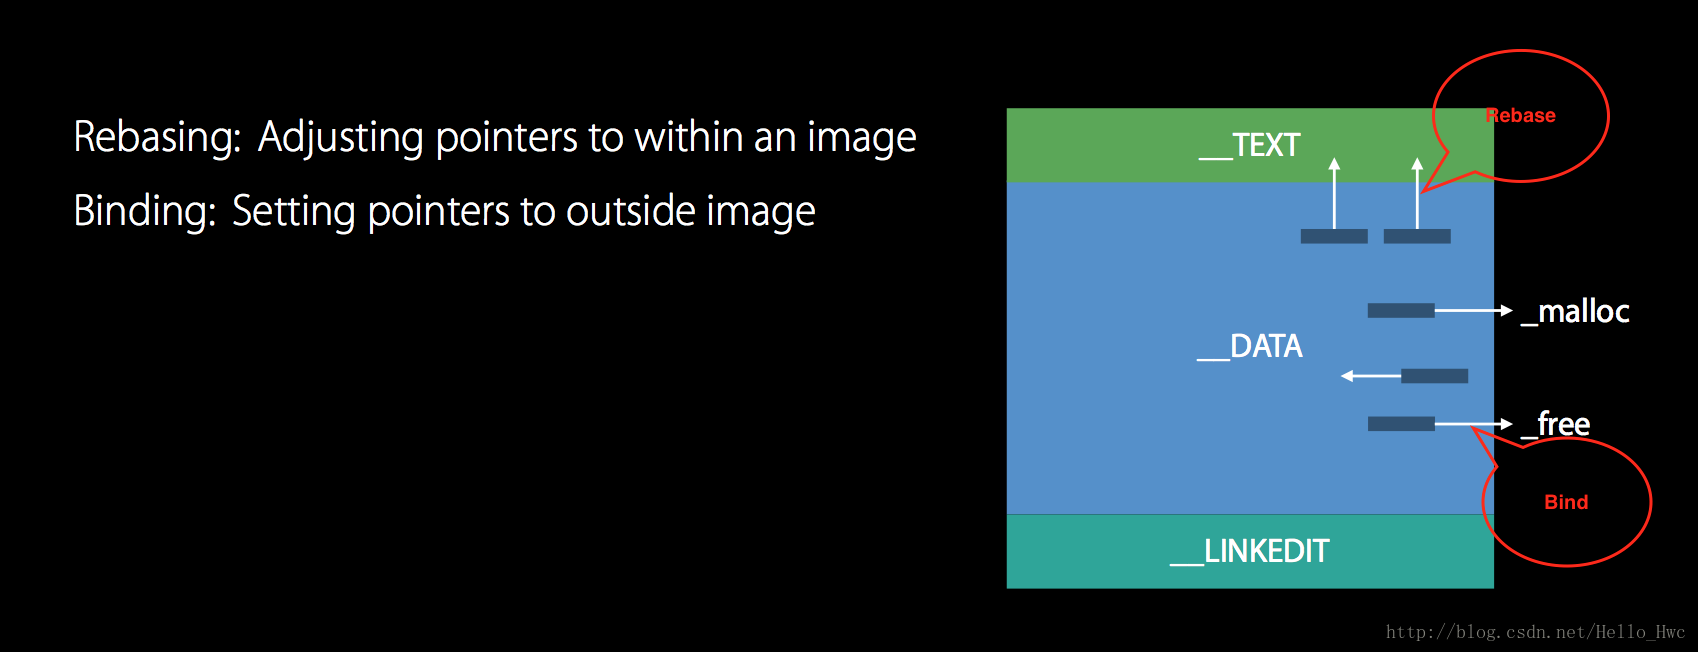 Rebasing: Adjusting pointers to within an image
Binding: Setting pointers to outside image
Rebase
__TEXT
_malloc
__DATA
_free
Bind
__LINKEDIT
http://blog.csdn.net/Hello_Hwc